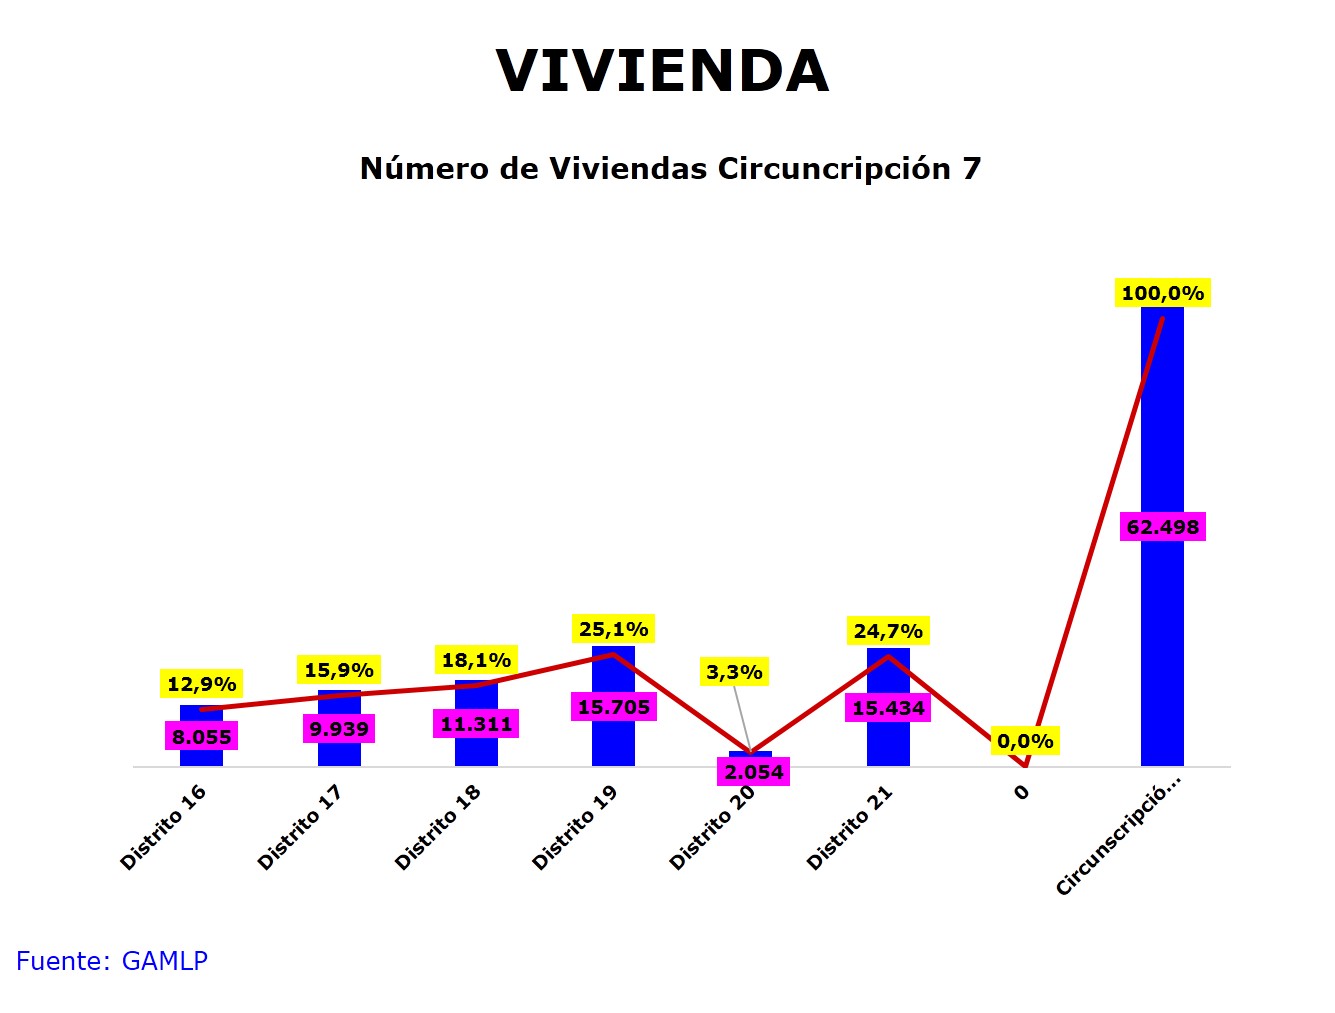 VIVIENDA
Número de Viviendas Circuncripción 7
100,0%
62.498
25,1%
24,7%
18,1%
15,9%
3,3%
12,9%
15.705
15.434
11.311
9.939
8.055
0,0%
2.054
Distrito 16
Distrito 17
Distrito 18
Distrito 19
Distrito 20
Distrito 21
0
Circunscripció...
Fuente: GAMLP